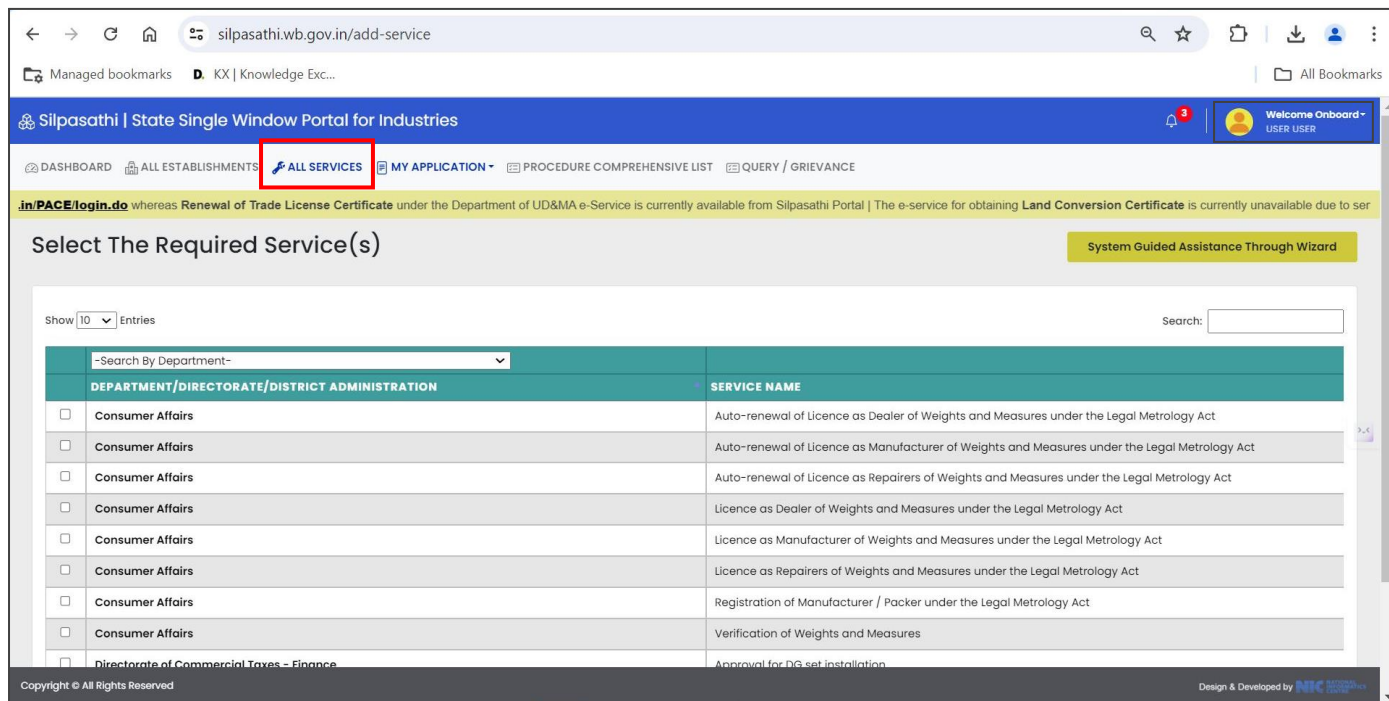 silpasathi.wb.gov.in/add-service
Managed bookmarks D. KX | Knowledge Exc... All Bookmarks
Silpasathi | State Single Window Portal for Industries 3 Welcome Onboard
USER USER
DASHBOARD ALL ESTABLISHMENTS ALL SERVICES MY APPLICATION PROCEDURE COMPREHENSIVE LIST QUERY / GRIEVANCE
.in/PACE/login.do whereas Renewal of Trade License Certificate under the Department of UD&MA e-Service is currently available from Silpasathi Portal | The e-service for obtaining Land Conversion Certificate is currently unavailable due to ser
Select The Required Service(s) System Guided Assistance Through Wizard
Show 10 Entries Search:
-Search By Department-
DEPARTMENT/DIRECTORATE/DISTRICT ADMINISTRATION SERVICE NAME
Consumer Affairs Auto-renewal of Licence as Dealer of Weights and Measures under the Legal Metrology Act
Consumer Affairs Auto-renewal of Licence as Manufacturer of Weights and Measures under the Legal Metrology Act
Consumer Affairs Auto-renewal of Licence as Repairers of Weights and Measures under the Legal Metrology Act
Consumer Affairs Licence as Dealer of Weights and Measures under the Legal Metrology Act
Consumer Affairs Licence as Manufacturer of Weights and Measures under the Legal Metrology Act
Consumer Affairs Licence as Repairers of Weights and Measures under the Legal Metrology Act
Consumer Affairs Registration of Manufacturer / Packer under the Legal Metrology Act
Consumer Affairs Verification of Weights and Measures
Directorate of Commercial Taxes - Finance Approval for DG set installation
Copyright © All Rights Reserved Design & Developed by NIC NATIONAL INFORMATICS CENTRE